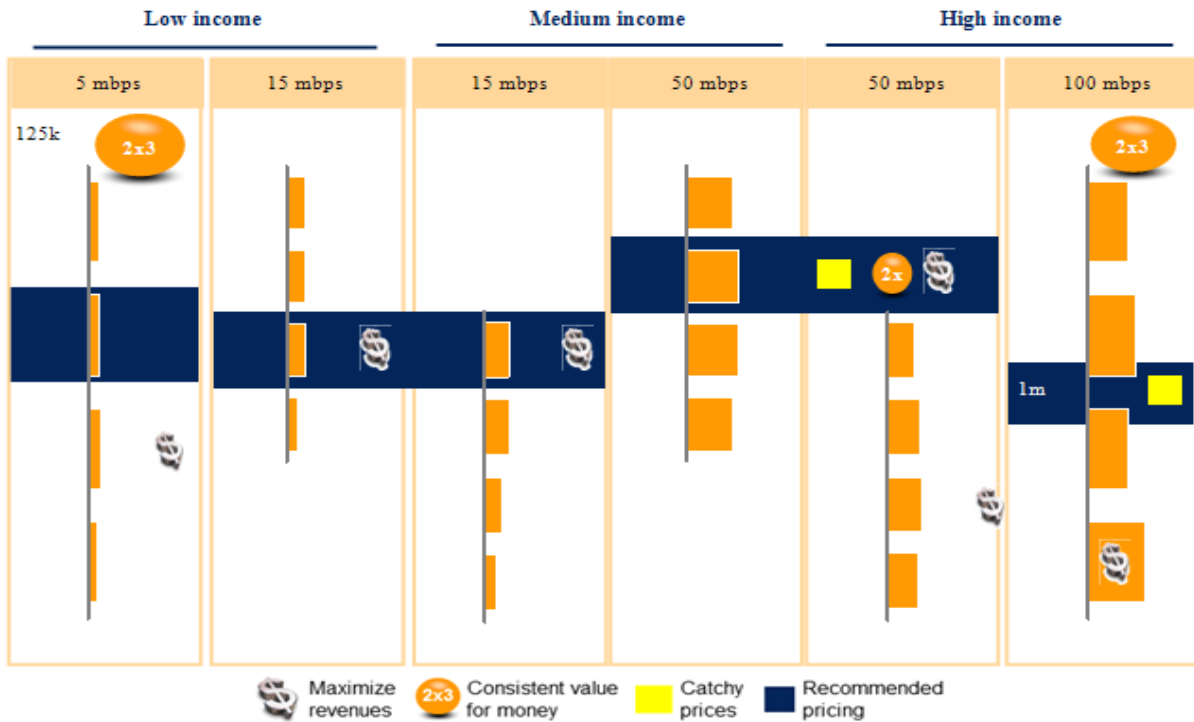 Low income
Medium income
High income
5 mbps
15 mbps
15 mbps
50 mbps
50 mbps
100 mbps
125k
2x3
2x3
2x
$
$
$
1m
$
$
$
$ Maximize
revenues
2x3 Consistent value
for money
Catchy
prices
Recommended
pricing